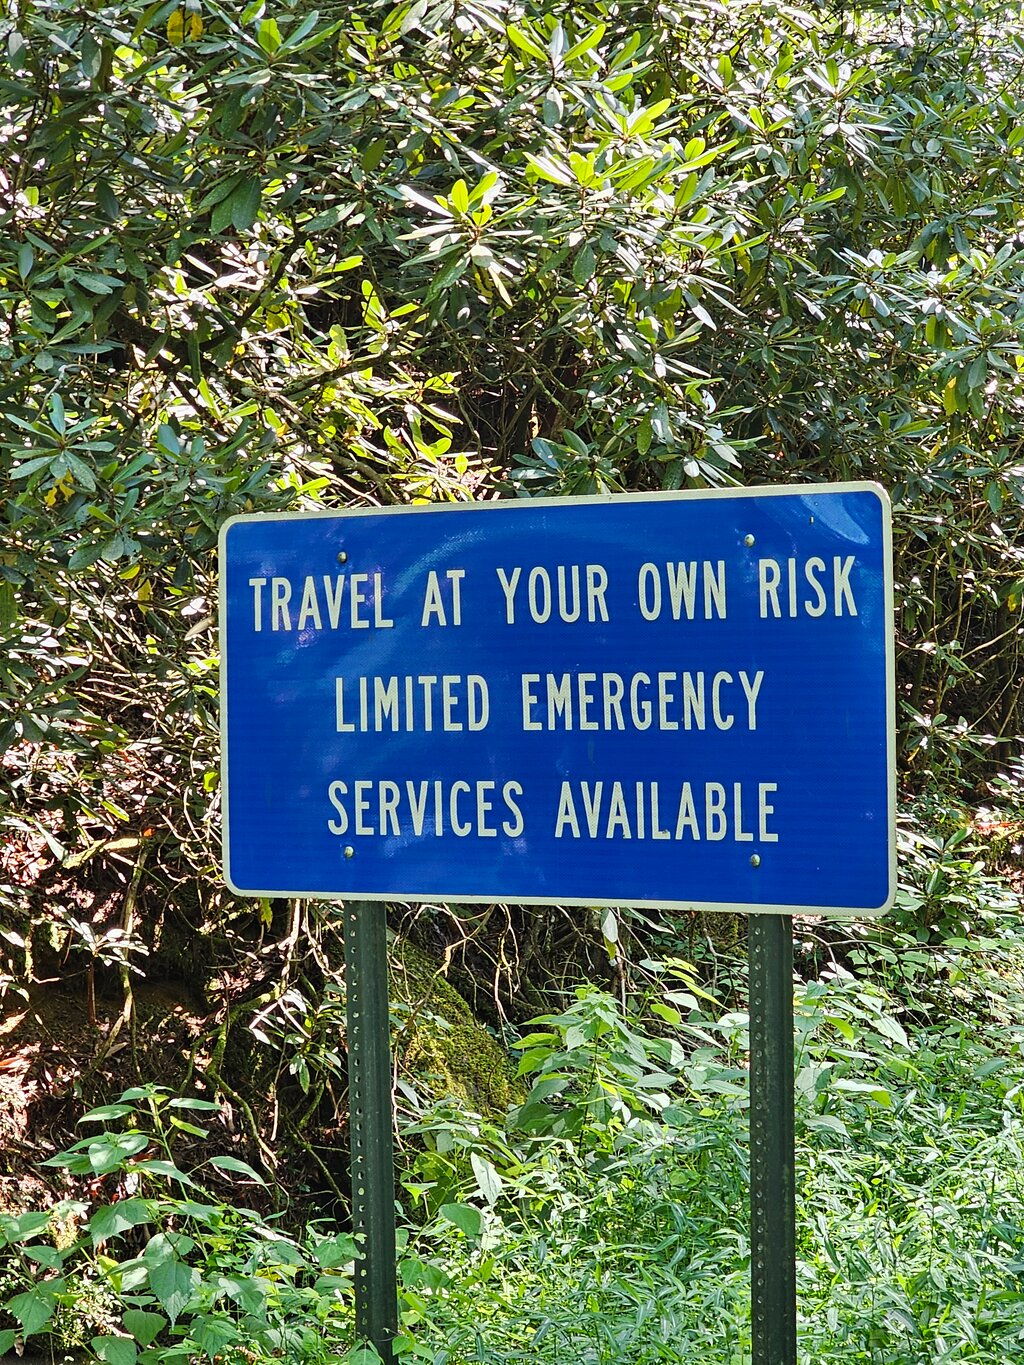 TRAVEL AT YOUR OWN RISK
LIMITED EMERGENCY
SERVICES AVAILABLE